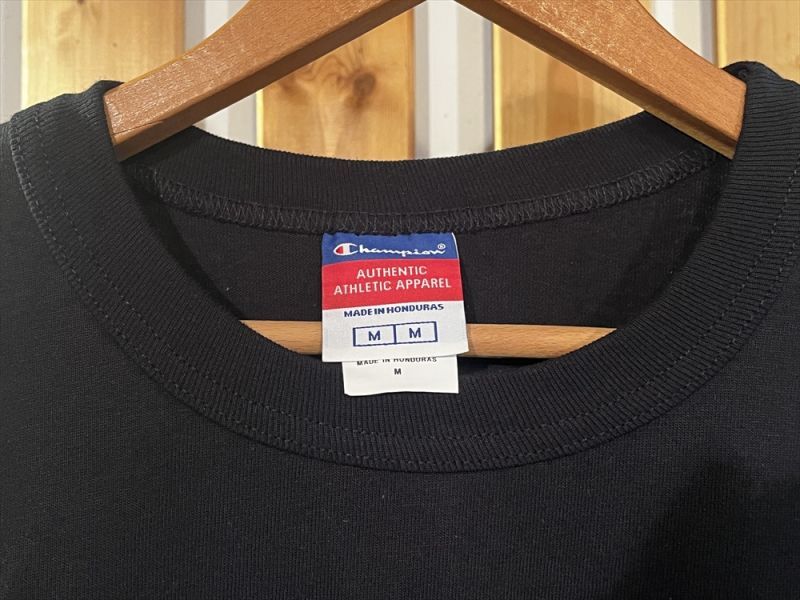 Champion®
AUTHENTIC
ATHLETIC APPAREL
MADE IN HONDURAS
M M
MADE IN HONDURAS
M